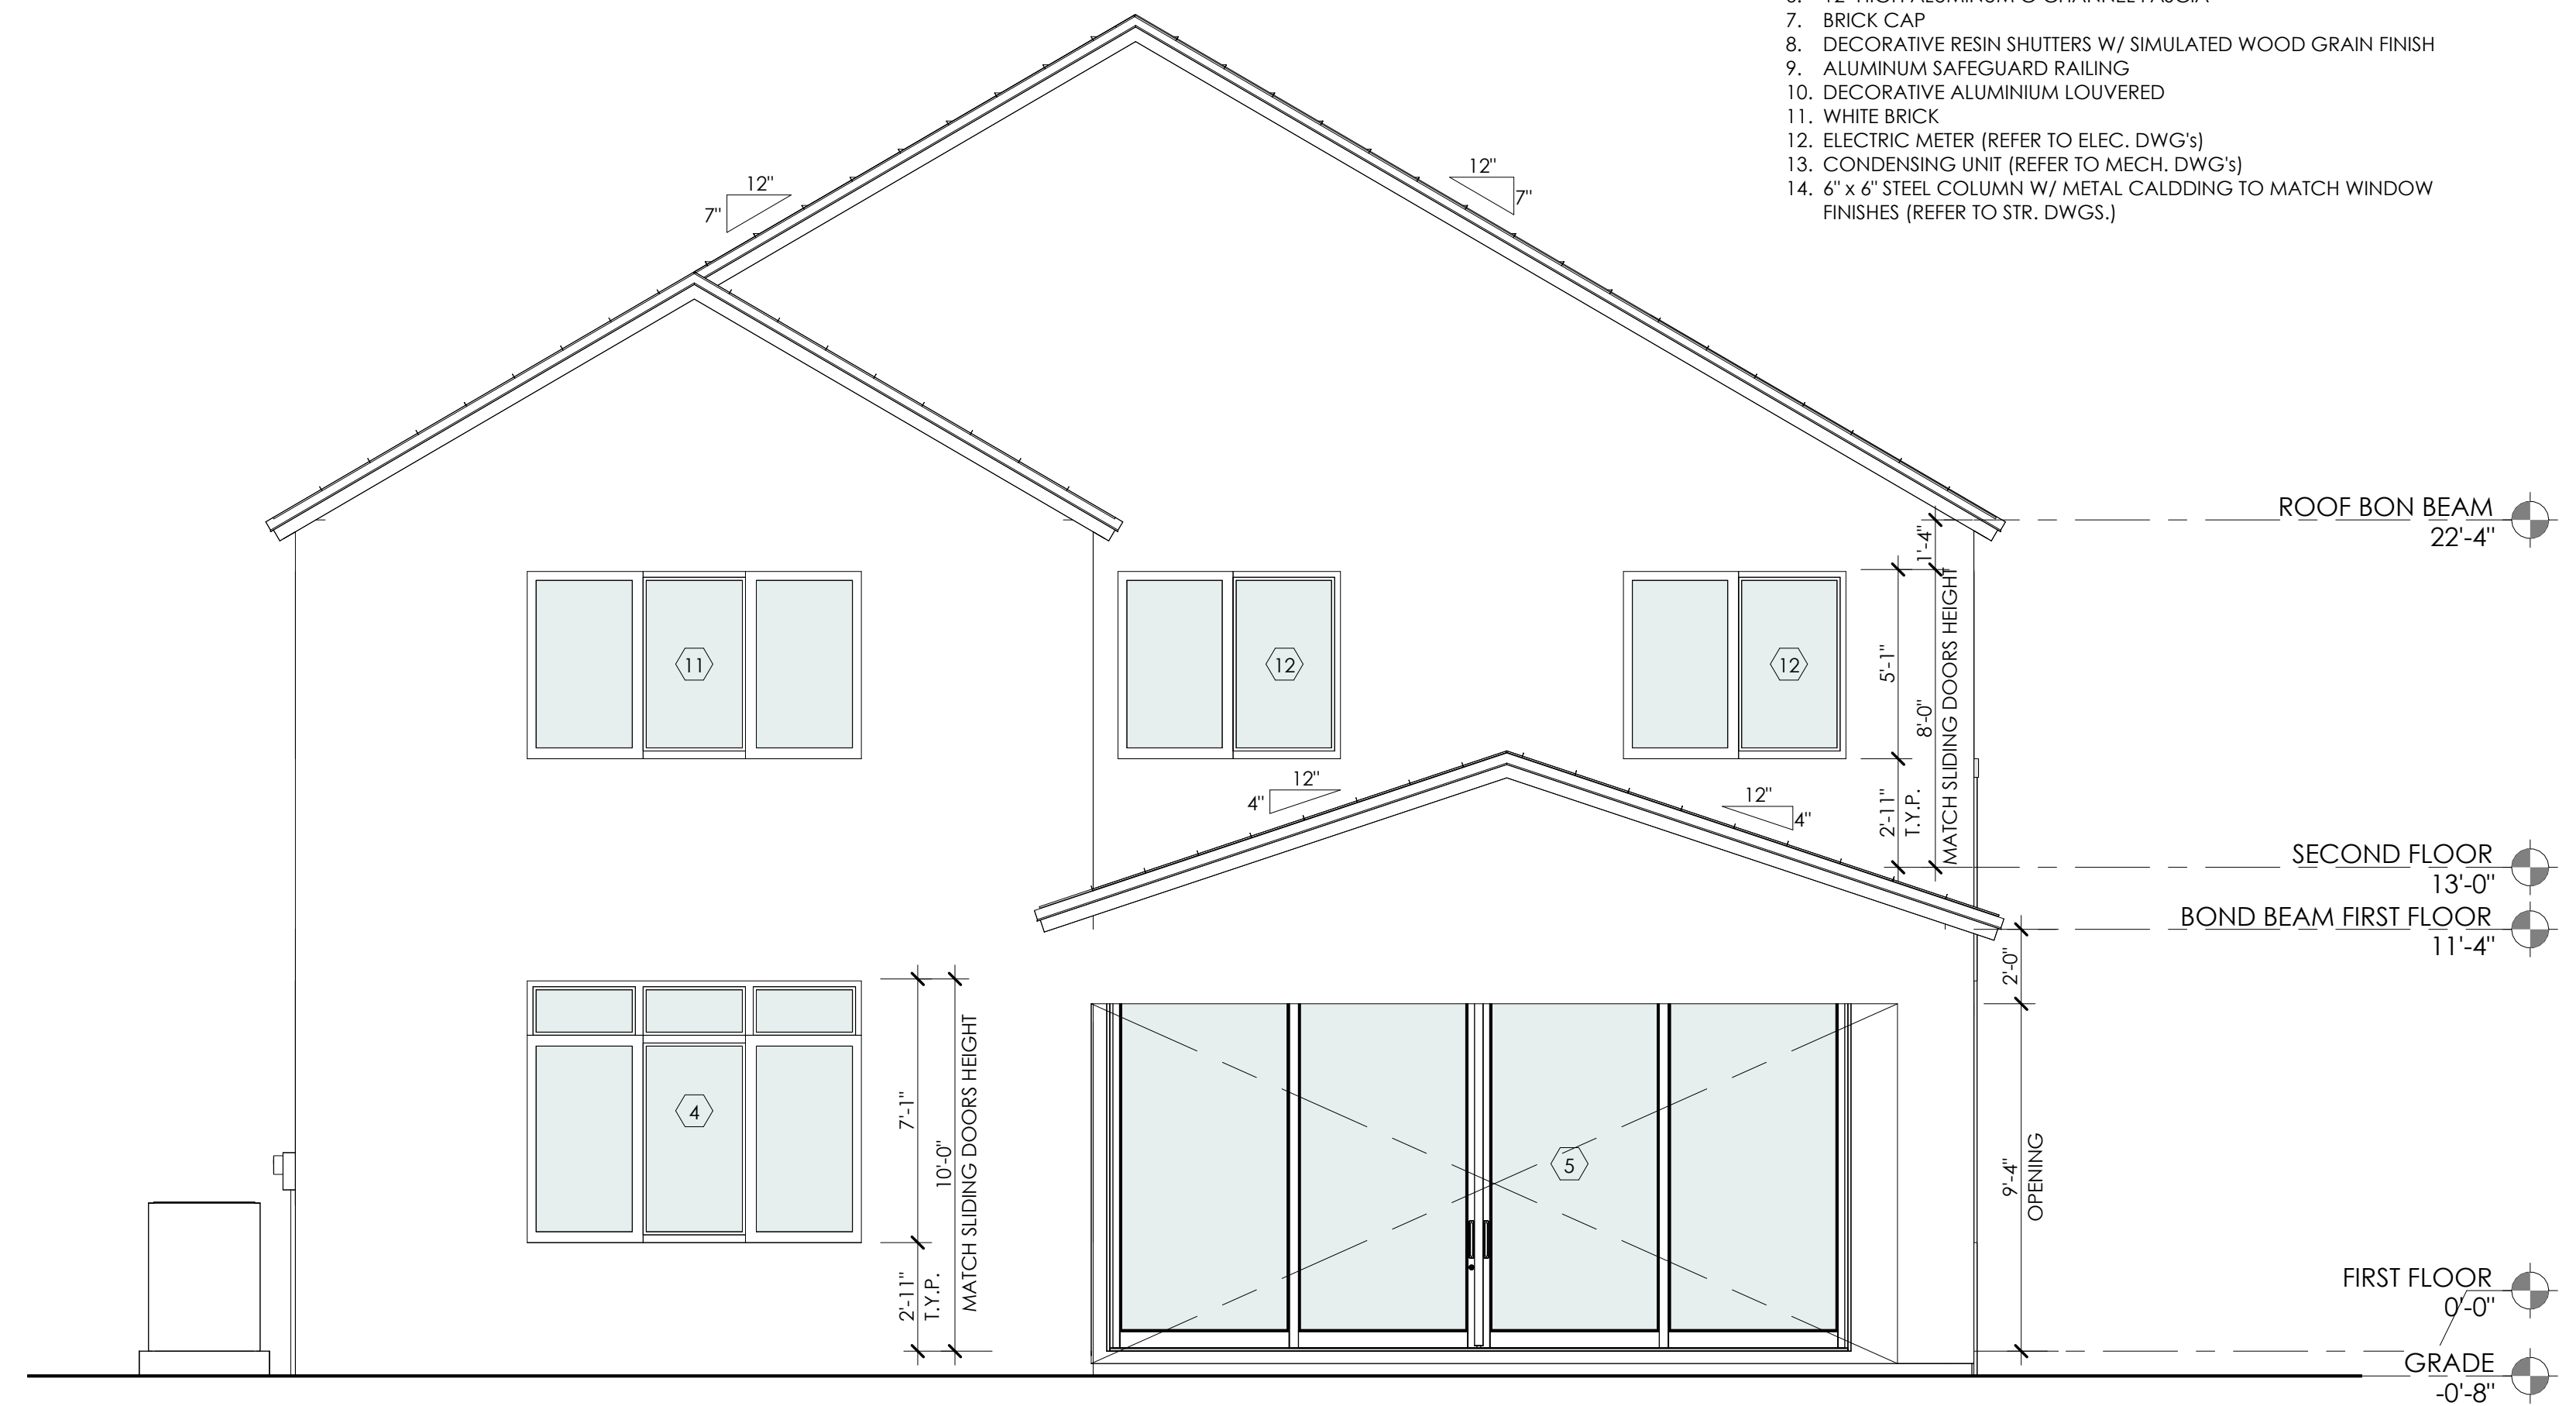 7. BRICK CAP
8. DECORATIVE RESIN SHUTTERS W/ SIMULATED WOOD GRAIN FINISH
9. ALUMINUM SAFEGUARD RAILING
10. DECORATIVE ALUMINIUM LOUVERED
11. WHITE BRICK
12. ELECTRIC METER (REFER TO ELEC. DWG's)
13. CONDENSING UNIT (REFER TO MECH. DWG's)
14. 6" x 6" STEEL COLUMN W/ METAL CALDDING TO MATCH WINDOW
FINISHES (REFER TO STR. DWGS.)
12"
7"
12"
7"
ROOF BON BEAM
22'-4"
1'-4"
11
12
12
5'-1"
8'-0"
MATCH SLIDING DOORS HEIGHT
2'-11"
T.Y.P.
12"
4"
12"
4"
SECOND FLOOR
13'-0"
BOND BEAM FIRST FLOOR
11'-4"
2'-0"
4
7'-1"
10'-0"
MATCH SLIDING DOORS HEIGHT
2'-11"
T.Y.P.
5
9'-4"
OPENING
FIRST FLOOR
0'-0"
GRADE
-0'-8"